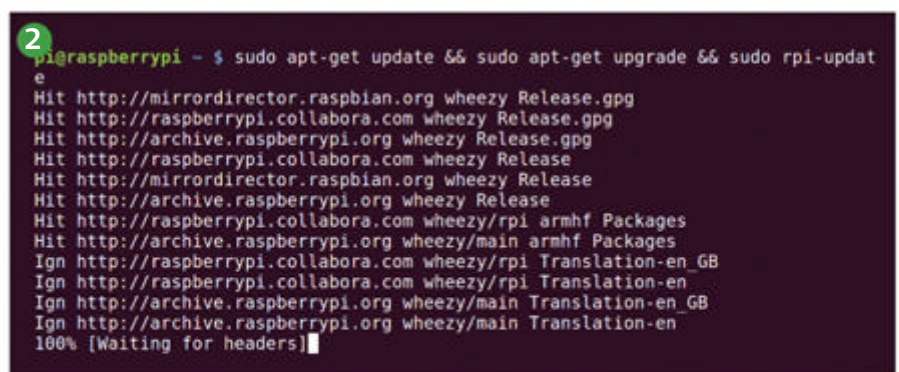 2
pi@raspberrypi ~ $ sudo apt-get update && sudo apt-get upgrade && sudo rpi-updat
e
Hit http://mirrordirector.raspbian.org wheezy Release.gpg
Hit http://raspberrypi.collabora.com wheezy Release.gpg
Hit http://archive.raspberrypi.org wheezy Release.gpg
Hit http://raspberrypi.collabora.com wheezy Release
Hit http://mirrordirector.raspbian.org wheezy Release
Hit http://archive.raspberrypi.org wheezy Release
Hit http://raspberrypi.collabora.com wheezy/rpi armhf Packages
Hit http://archive.raspberrypi.org wheezy/main armhf Packages
Ign http://raspberrypi.collabora.com wheezy/rpi Translation-en_GB
Ign http://raspberrypi.collabora.com wheezy/rpi Translation-en
Ign http://archive.raspberrypi.org wheezy/main Translation-en_GB
Ign http://archive.raspberrypi.org wheezy/main Translation-en
100% [Waiting for headers]